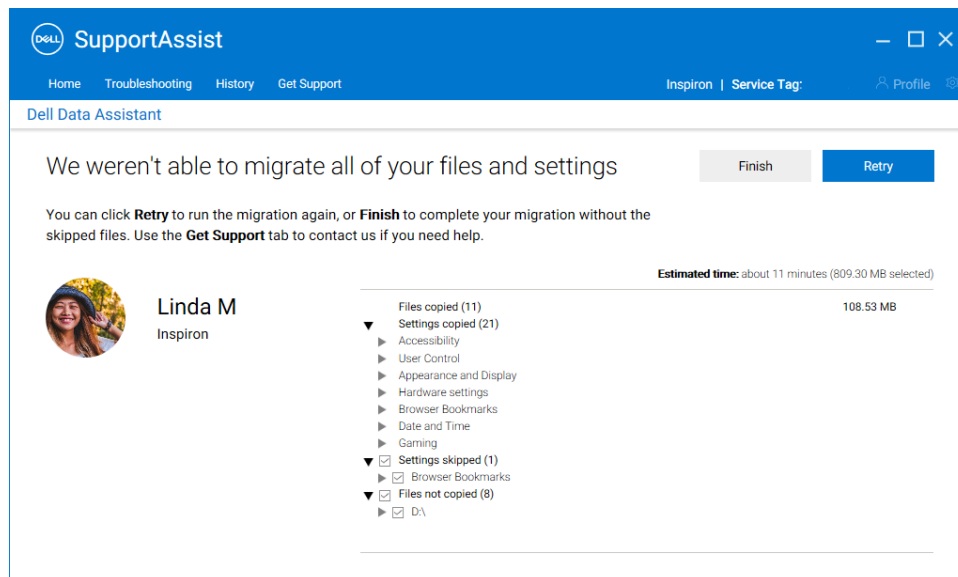 DELL SupportAssist
Home Troubleshooting History Get Support Inspiron | Service Tag: Profile
Dell Data Assistant
We weren't able to migrate all of your files and settings Finish Retry
You can click Retry to run the migration again, or Finish to complete your migration without the
skipped files. Use the Get Support tab to contact us if you need help.
Estimated time: about 11 minutes (809.30 MB selected)
Linda M
Inspiron
Files copied (11) 108.53 MB
Settings copied (21)
Accessibility
User Control
Appearance and Display
Hardware settings
Browser Bookmarks
Date and Time
Gaming
Settings skipped (1)
Browser Bookmarks
Files not copied (8)
D:\